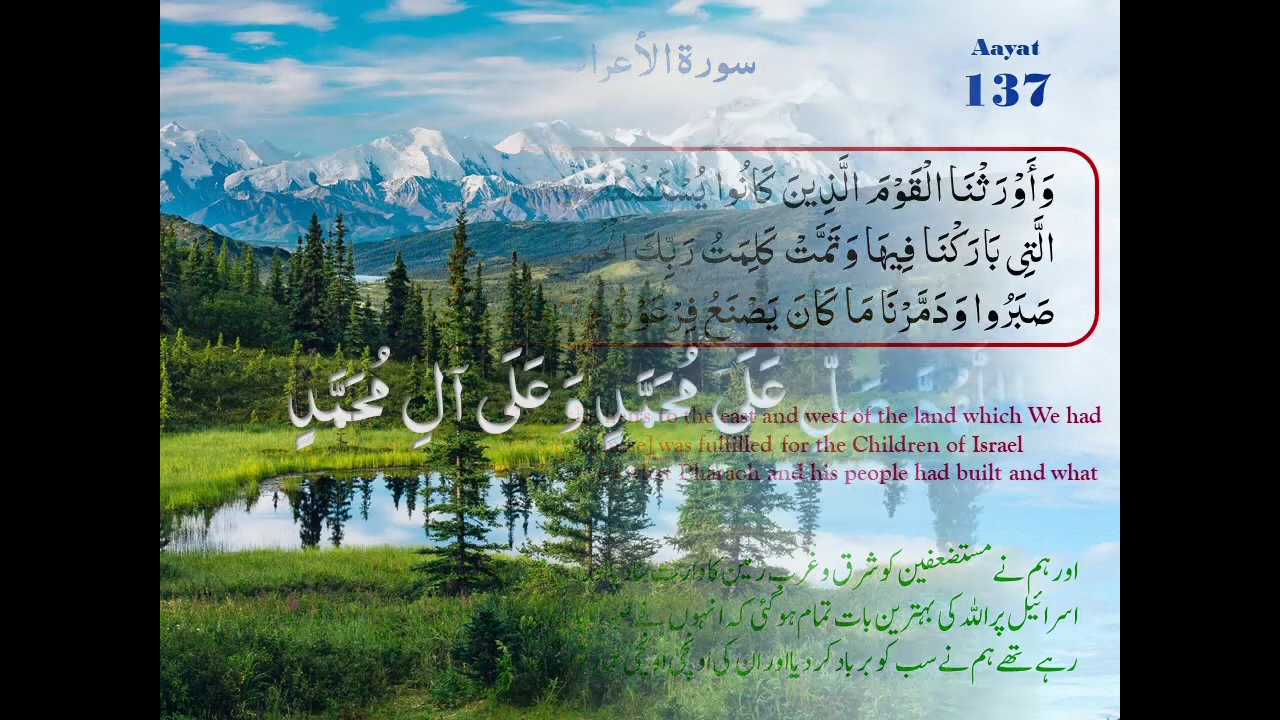 سورة الأعراف
Aayat
137
وَأَوْرَثْنَا الْقَوْمَ الَّذِينَ كَانُوا
الَّتِي بَارَكْنَا فِيهَا وَتَمَّتْ كَلِمَتُ رَبِّكَ
صَبَرُوا وَدَمَّرْنَا مَا كَانَ يَصْنَعُ فِرْعَوْنُ
صَلِّ عَلَىٰ مُحَمَّدٍ وَعَلَىٰ آلِ مُحَمَّدٍ
to the east and west of the land which We had
was fulfilled for the Children of Israel
Pharaoh and his people had built and what
اور ہم نے مستضعفین کو شرق و غرب زمین کا وارث
اسرائیل پر اللہ کی بہترین بات تمام ہوگئی کہ انہوں نے
رہے تھے ہم نے سب کو برباد کردیا اور ان کی اونچی اونچی